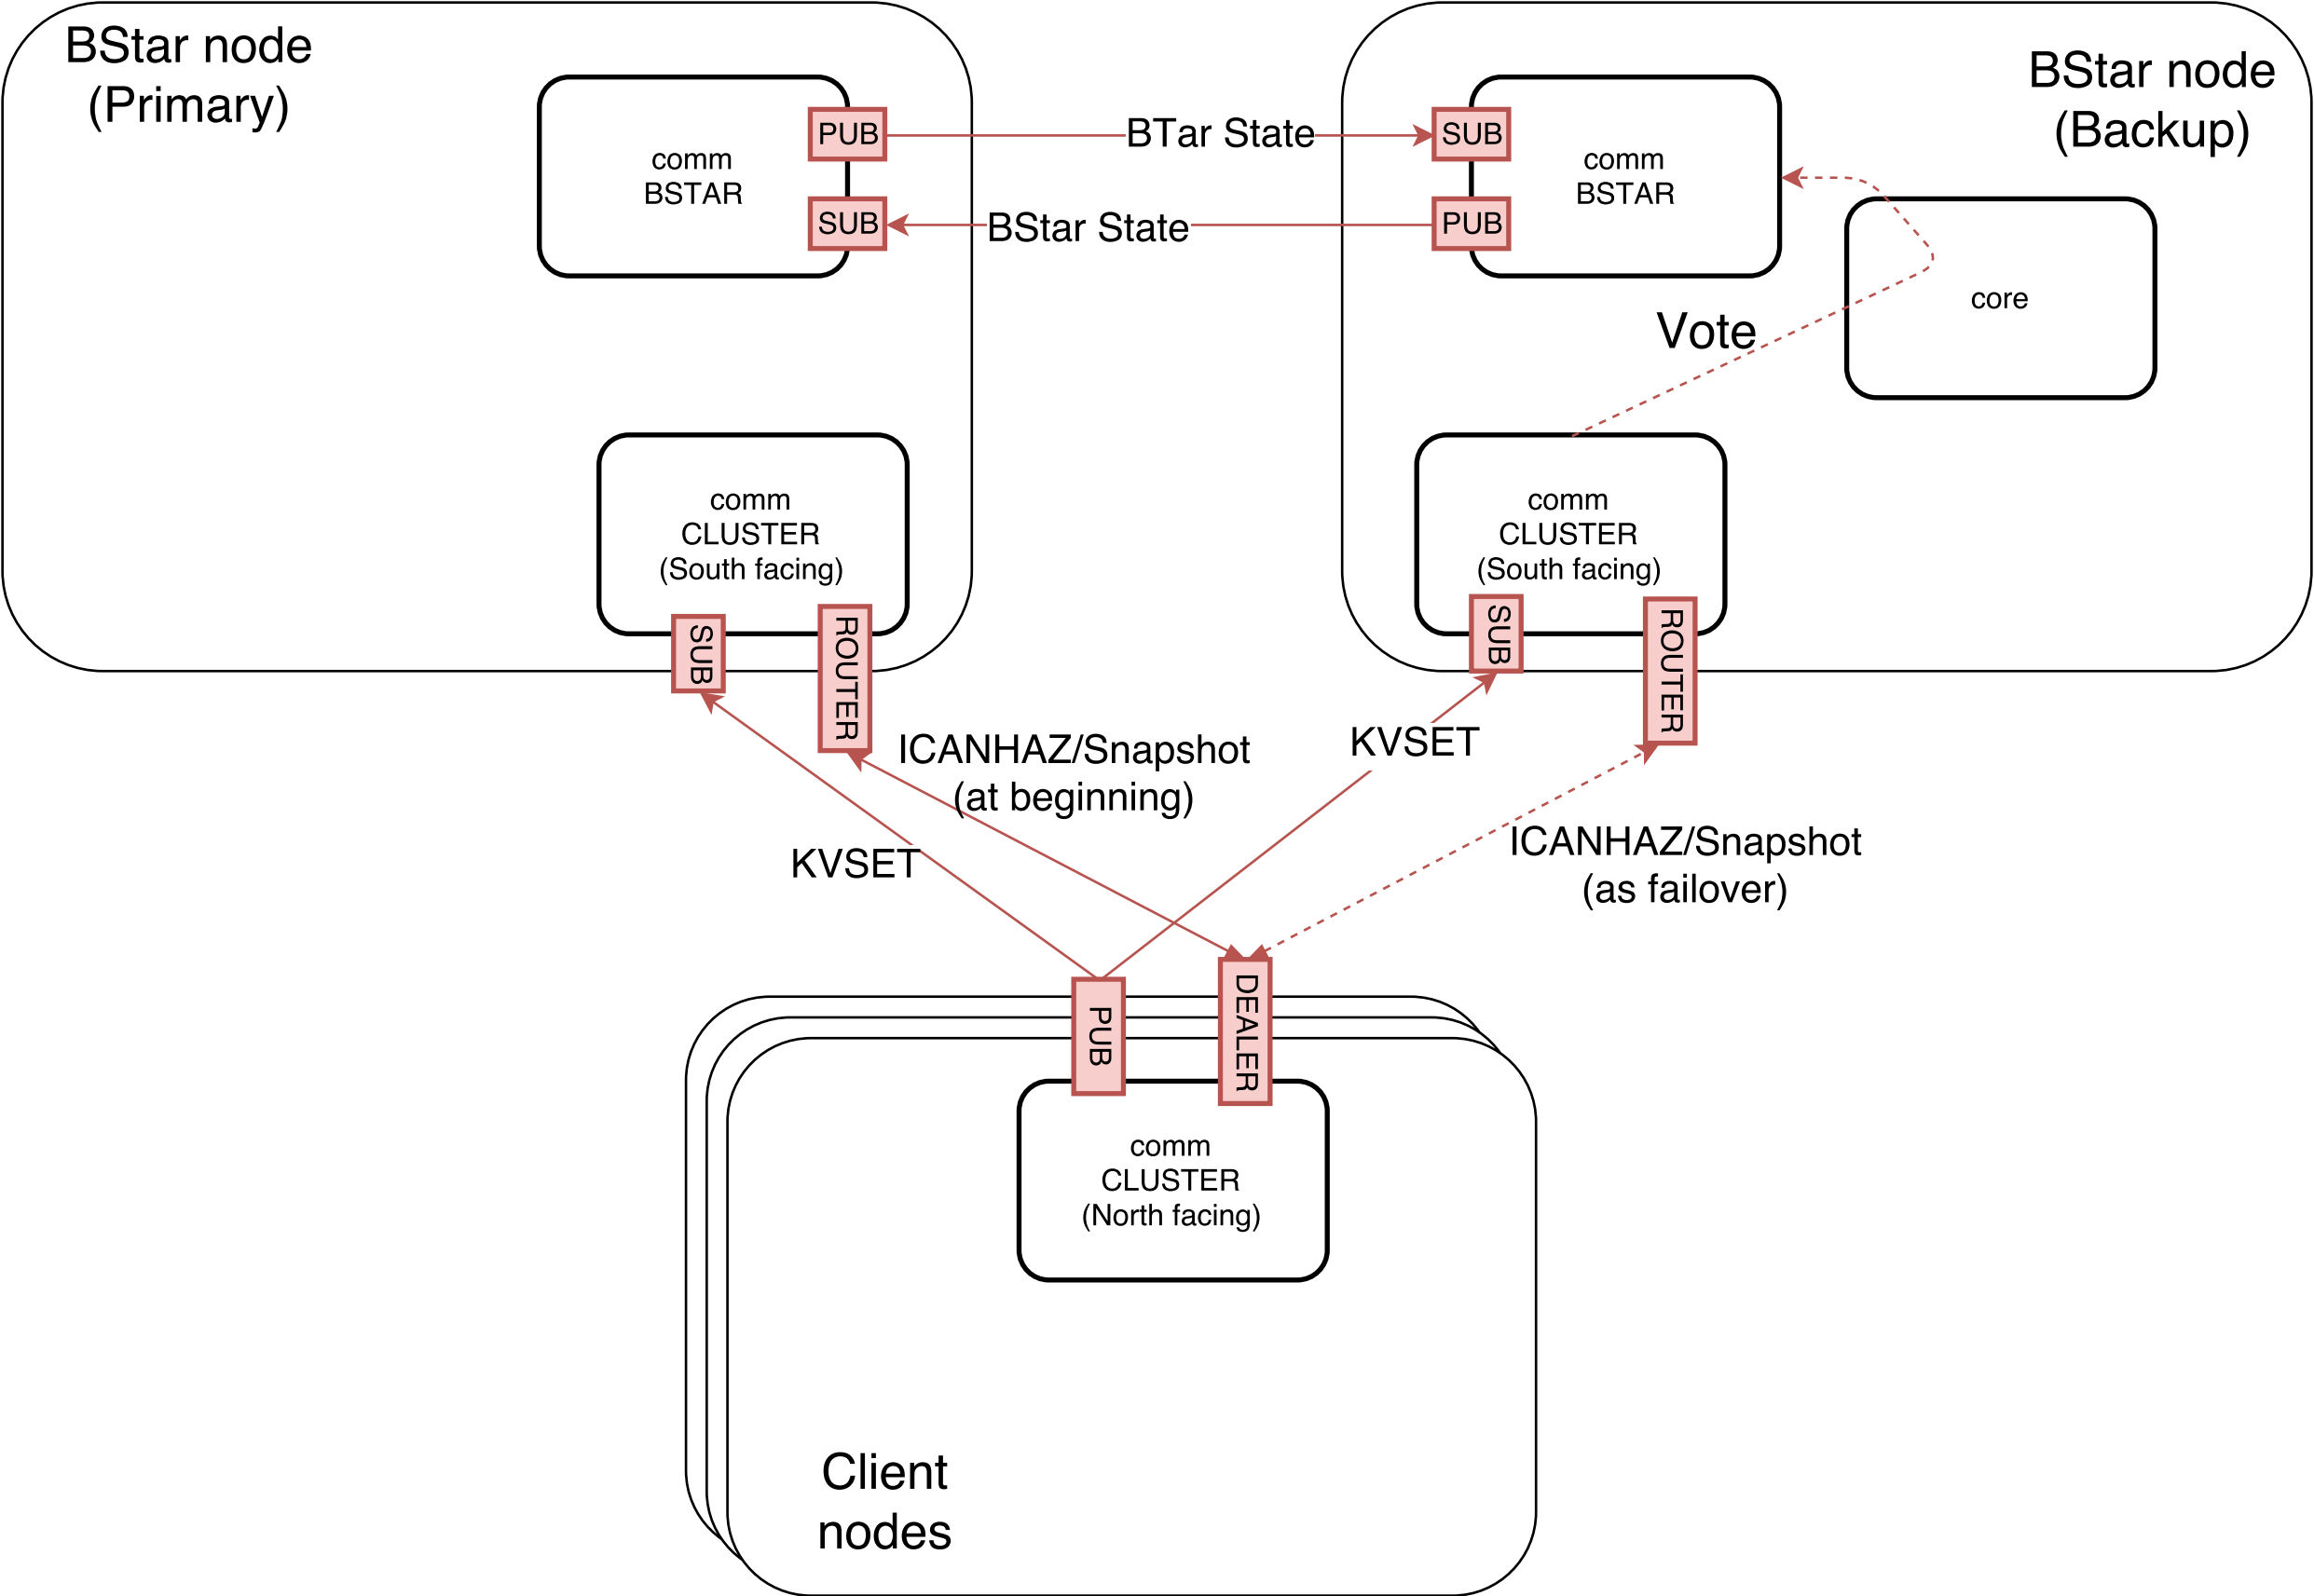 BStar node
(Primary)
comm
BSTAR
PUB
SUB
BTar State
BStar State
SUB
PUB
comm
BSTAR
BStar node
(Backup)
core
Vote
comm
CLUSTER
(South facing)
SUB
ROUTER
comm
CLUSTER
(South facing)
SUB
ROUTER
ICANHAZ/Snapshot
(at beginning)
KVSET
KVSET
ICANHAZ/Snapshot
(as failover)
PUB
DEALER
comm
CLUSTER
(North facing)
Client
nodes